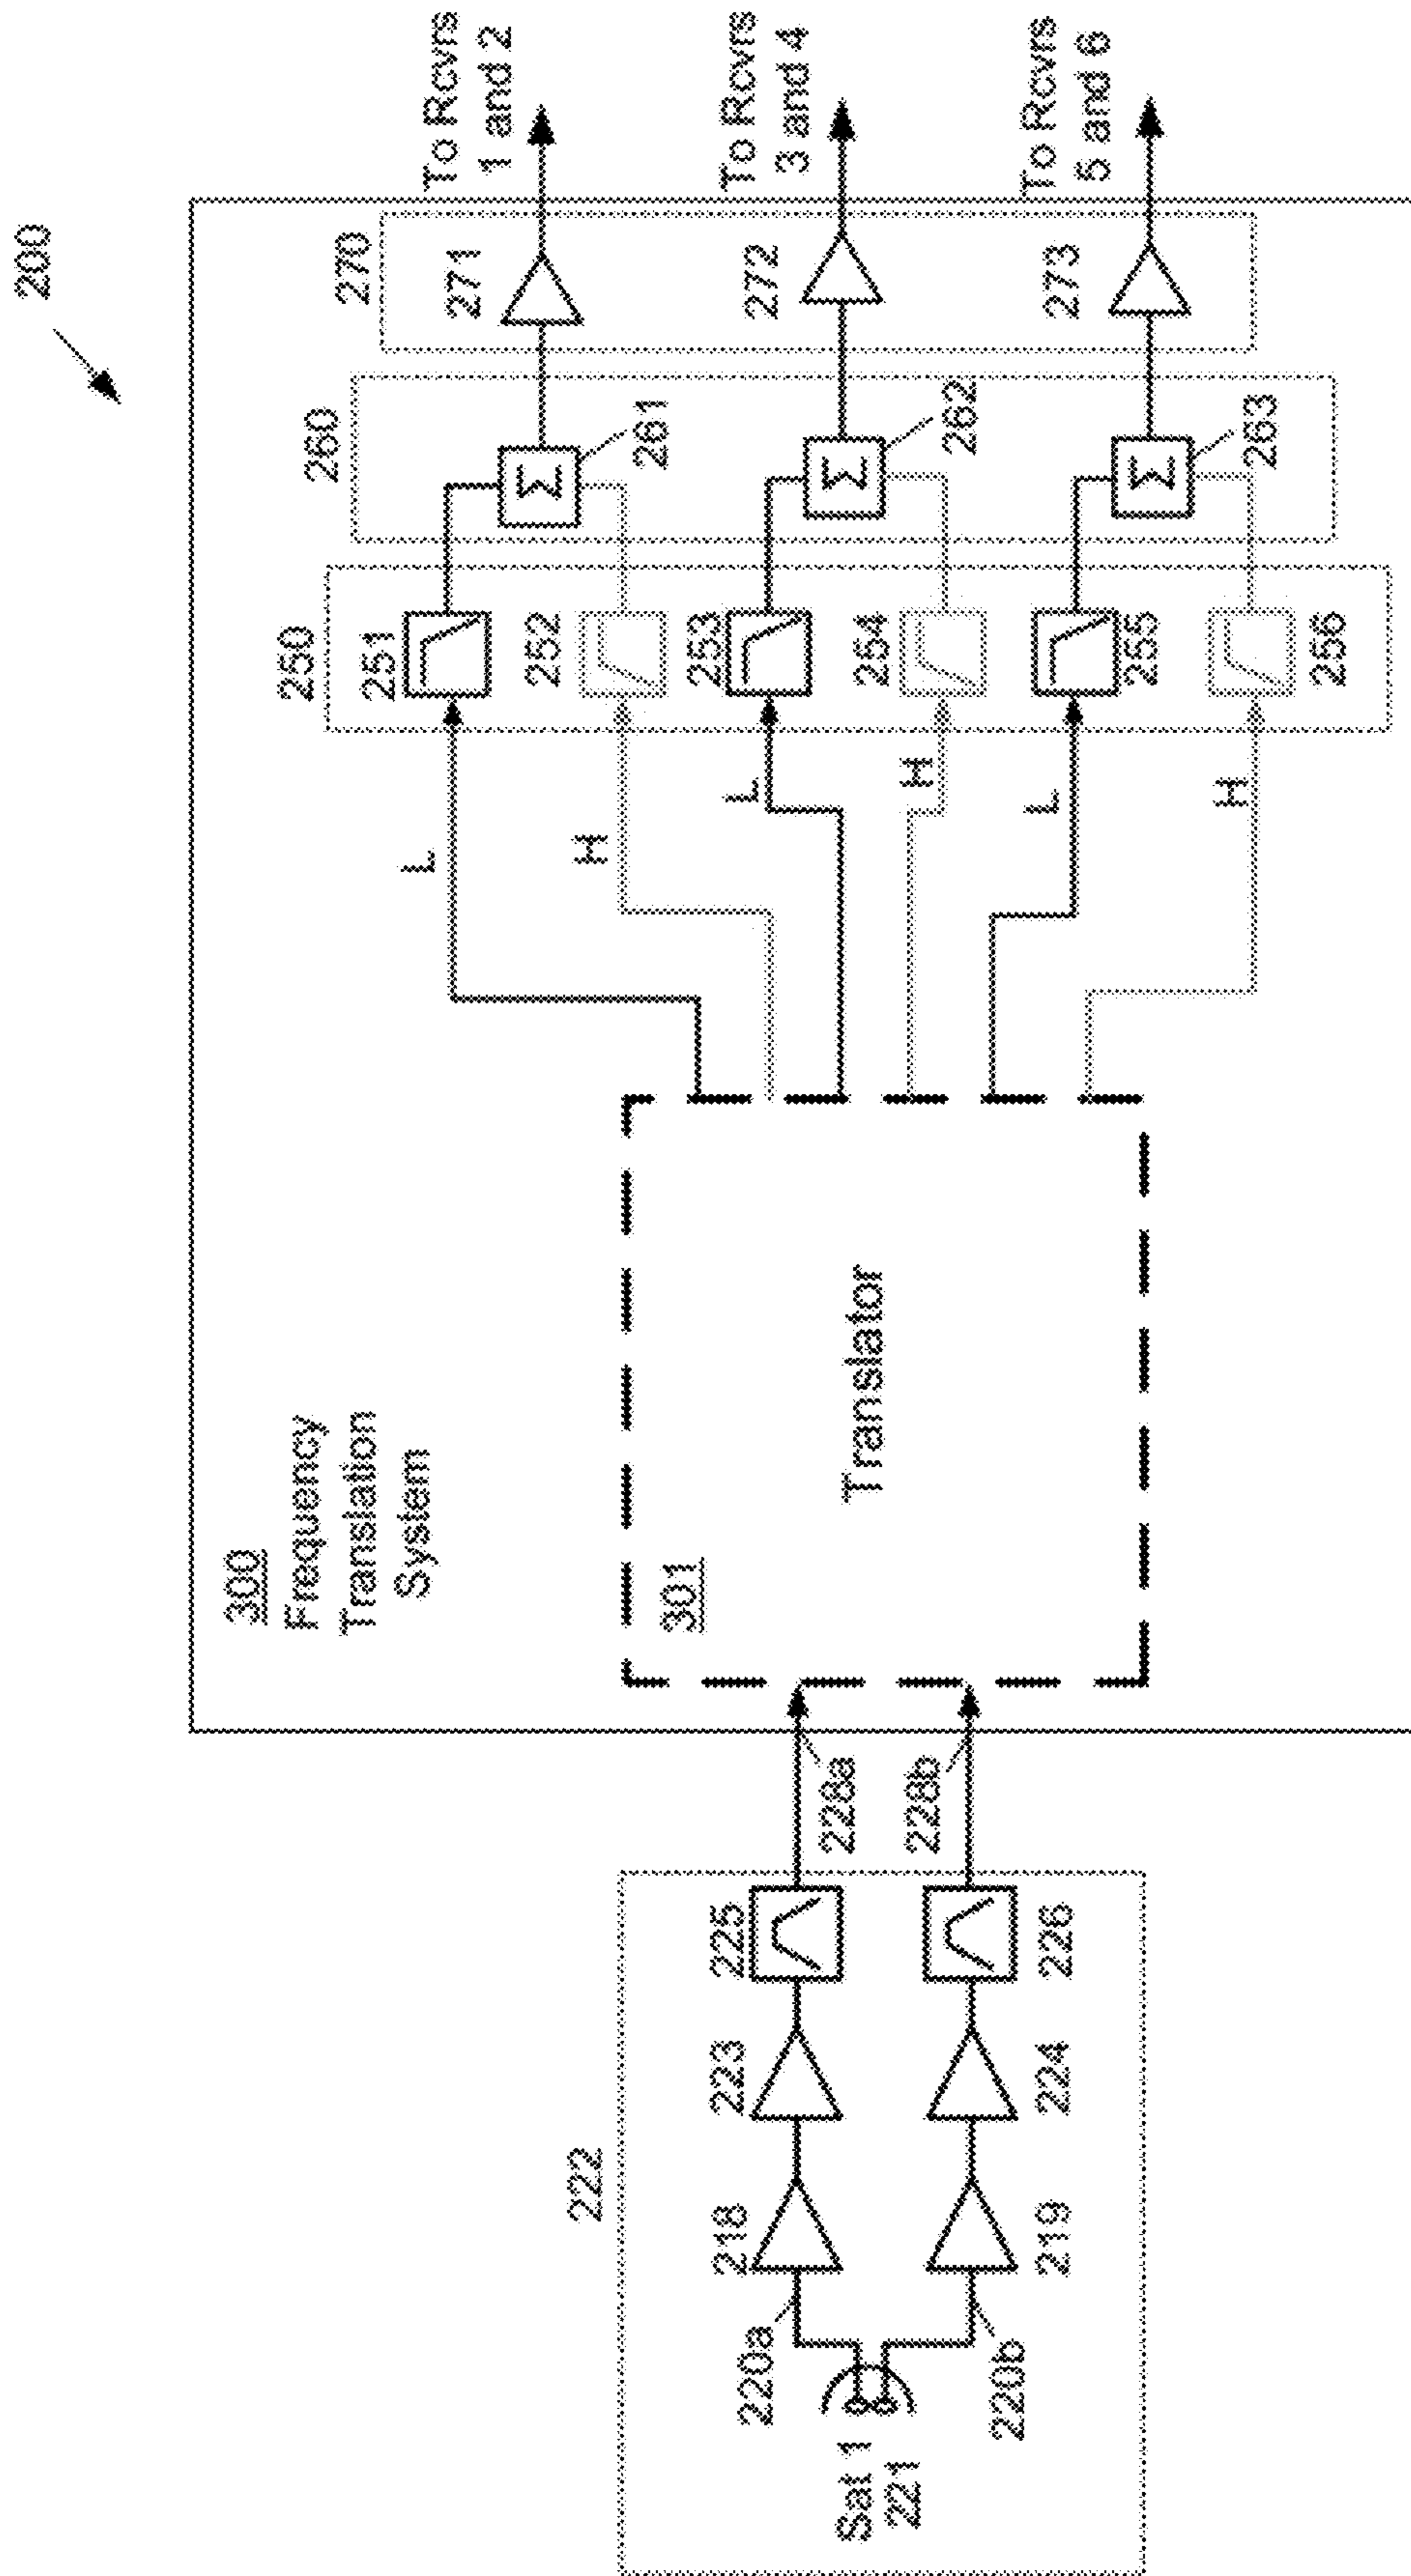 200
300
Frequency
Translation
System
222
Sat 1
221
220a
220b
218
219
223
224
225
226
228a
228b
301
Translator
L
H
L
H
L
H
250
251
252
253
254
255
256
260
Σ
261
Σ
262
Σ
263
270
271
272
273
To Rcvrs
1 and 2
To Rcvrs
3 and 4
To Rcvrs
5 and 6